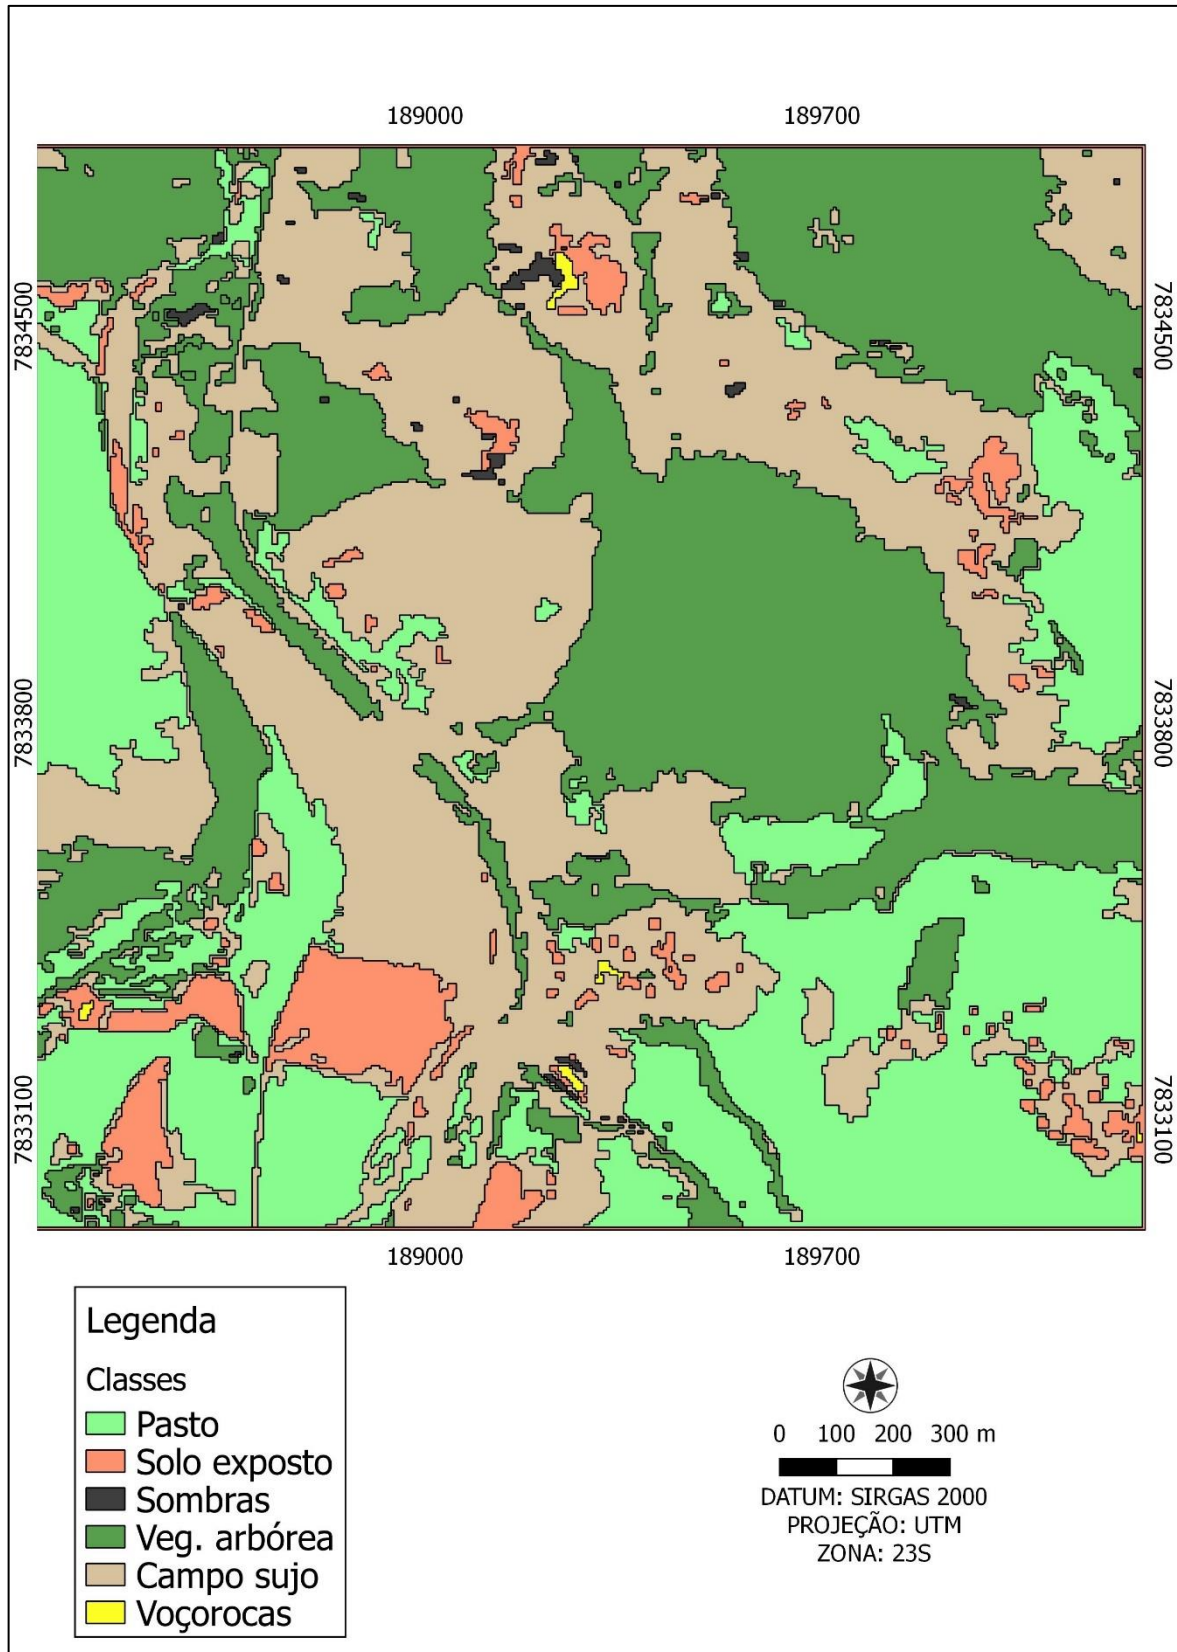 189000 189700
7834500 7834500
7833800 7833800
7833100 7833100
189000 189700
Legenda
Classes
Pasto
Solo exposto
Sombras
Veg. arbórea
Campo sujo
Voçorocas
0 100 200 300 m
DATUM: SIRGAS 2000
PROJEÇÃO: UTM
ZONA: 23S